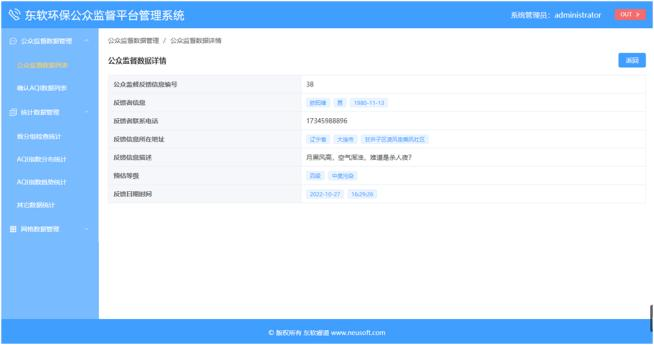 东软环保公众监督平台管理系统
系统管理员：administrator
OUT >
公众监督数据管理
公众监督数据列表
确认AQI数据列表
统计数据管理
省分组检查统计
AQI指数分布统计
AQI指数趋势统计
其它数据统计
网格数据管理
公众监督数据管理 / 公众监督数据详情
公众监督数据详情
返回
公众监督反馈信息编号 38
反馈者信息 男 1980-11-13
反馈者联系电话 17345988896
反馈信息所在地址 辽宁省 大连市 甘井子区凌凤街南凤社区
反馈信息描述 月黑风高，空气浑浊，难道是杀人夜？
预估等级 四级 中度污染
反馈日期时间 2022-10-27 16:29:26
© 版权所有 东软睿道 www.neusoft.com